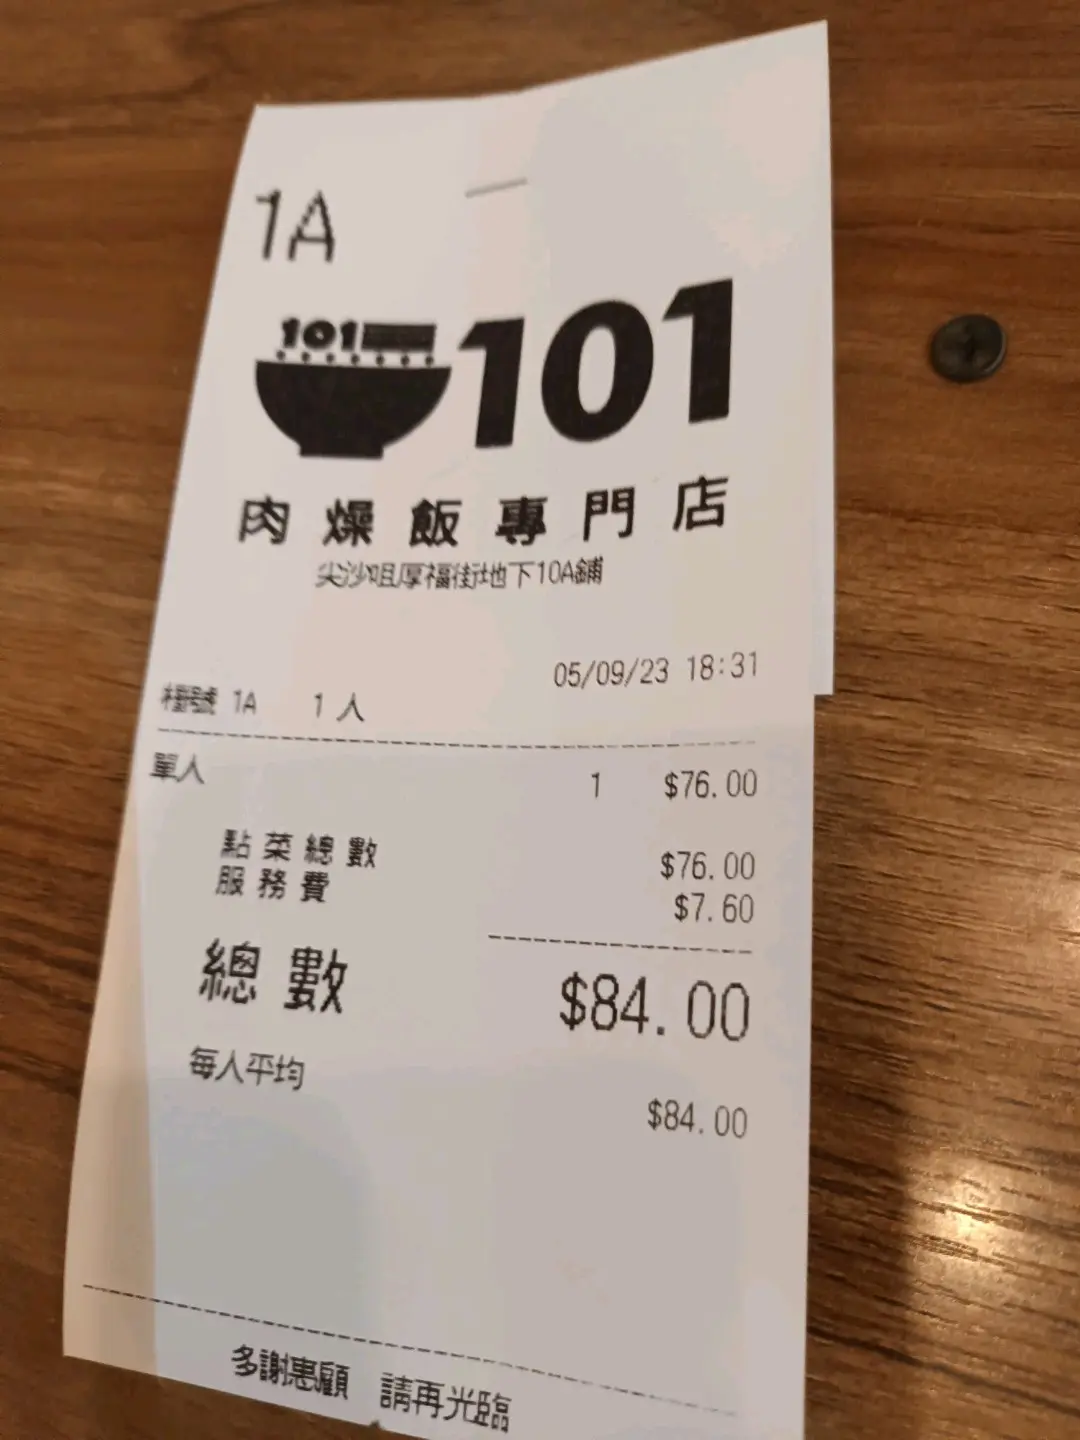 1A
101
101
肉燥飯專門店
尖沙咀厚福街地下10A鋪
05/09/23 18:31
檯號 1A 1 人
單人 1 $76.00
點菜總數 $76.00
服務費 $7.60
總數 $84.00
每人平均
$84.00
多謝惠顧 請再光臨